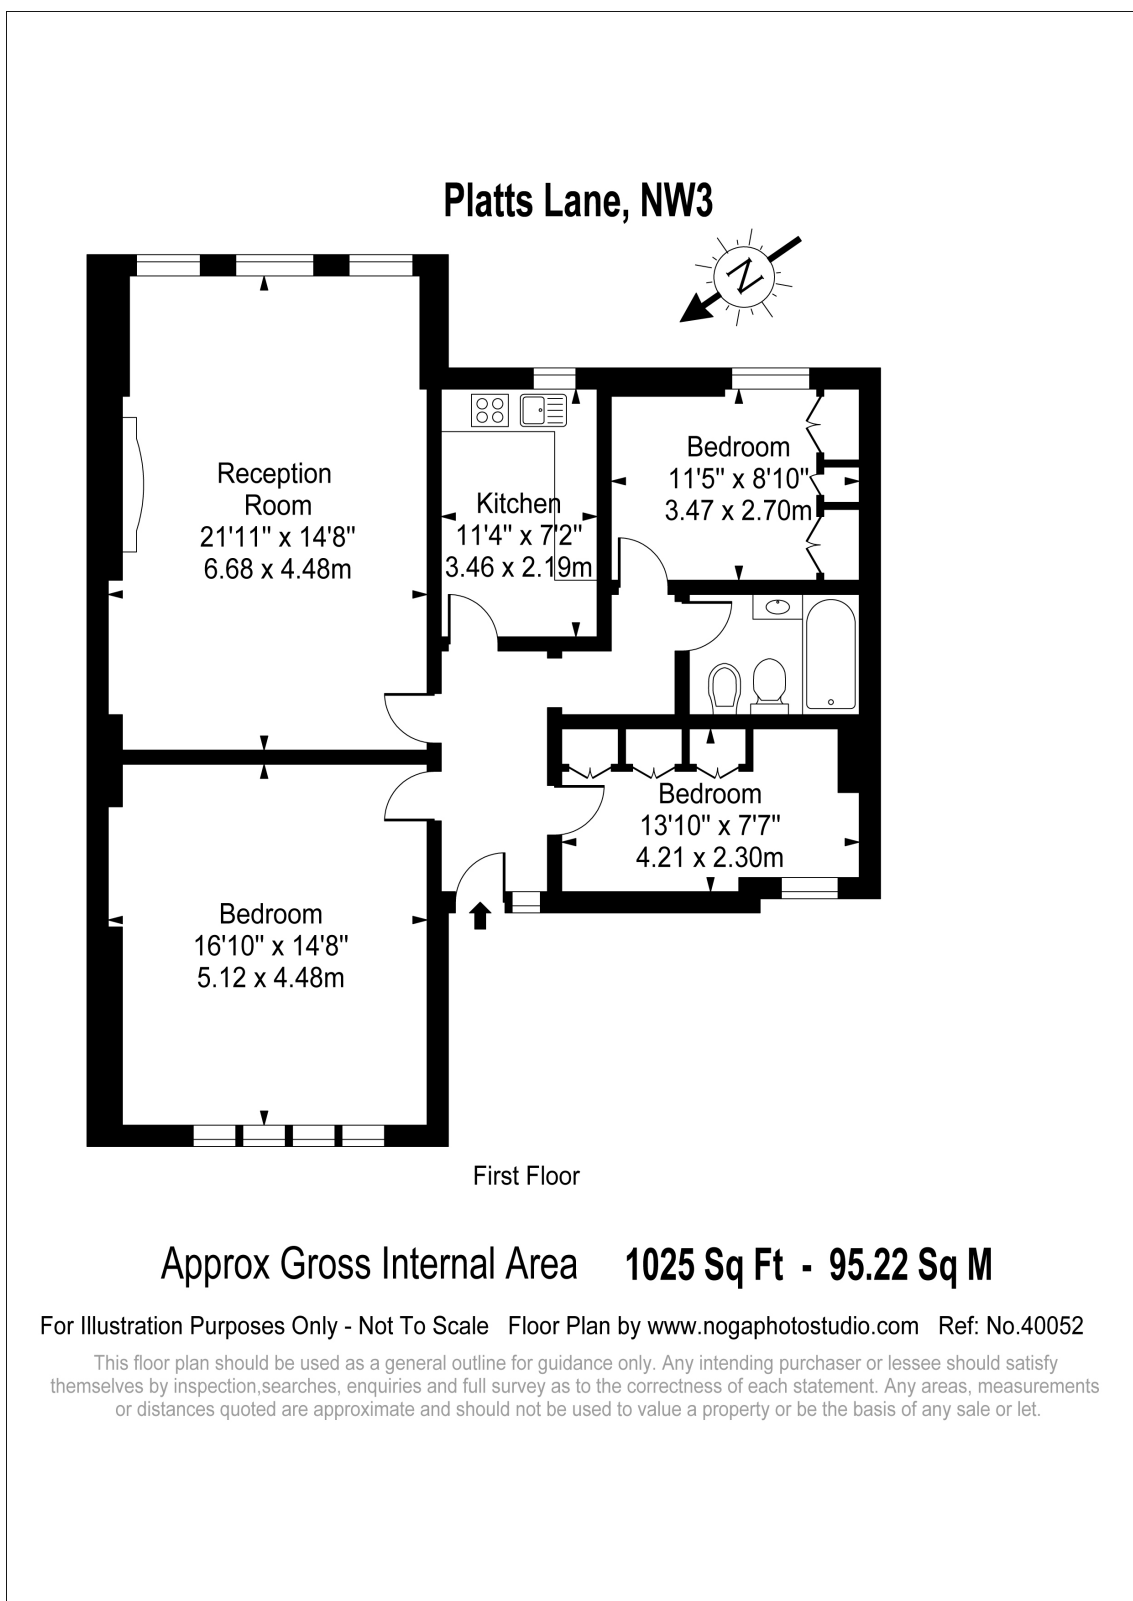 Platts Lane, NW3
N
Reception
Room
21'11" x 14'8"
6.68 x 4.48m
Kitchen
11'4" x 7'2"
3.46 x 2.19m
Bedroom
11'5" x 8'10"
3.47 x 2.70m
Bedroom
13'10" x 7'7"
4.21 x 2.30m
Bedroom
16'10" x 14'8"
5.12 x 4.48m
First Floor
Approx Gross Internal Area 1025 Sq Ft - 95.22 Sq M
For Illustration Purposes Only - Not To Scale Floor Plan by www.nogaphotostudio.com Ref: No.40052
This floor plan should be used as a general outline for guidance only. Any intending purchaser or lessee should satisfy
themselves by inspection,searches, enquiries and full survey as to the correctness of each statement. Any areas, measurements
or distances quoted are approximate and should not be used to value a property or be the basis of any sale or let.